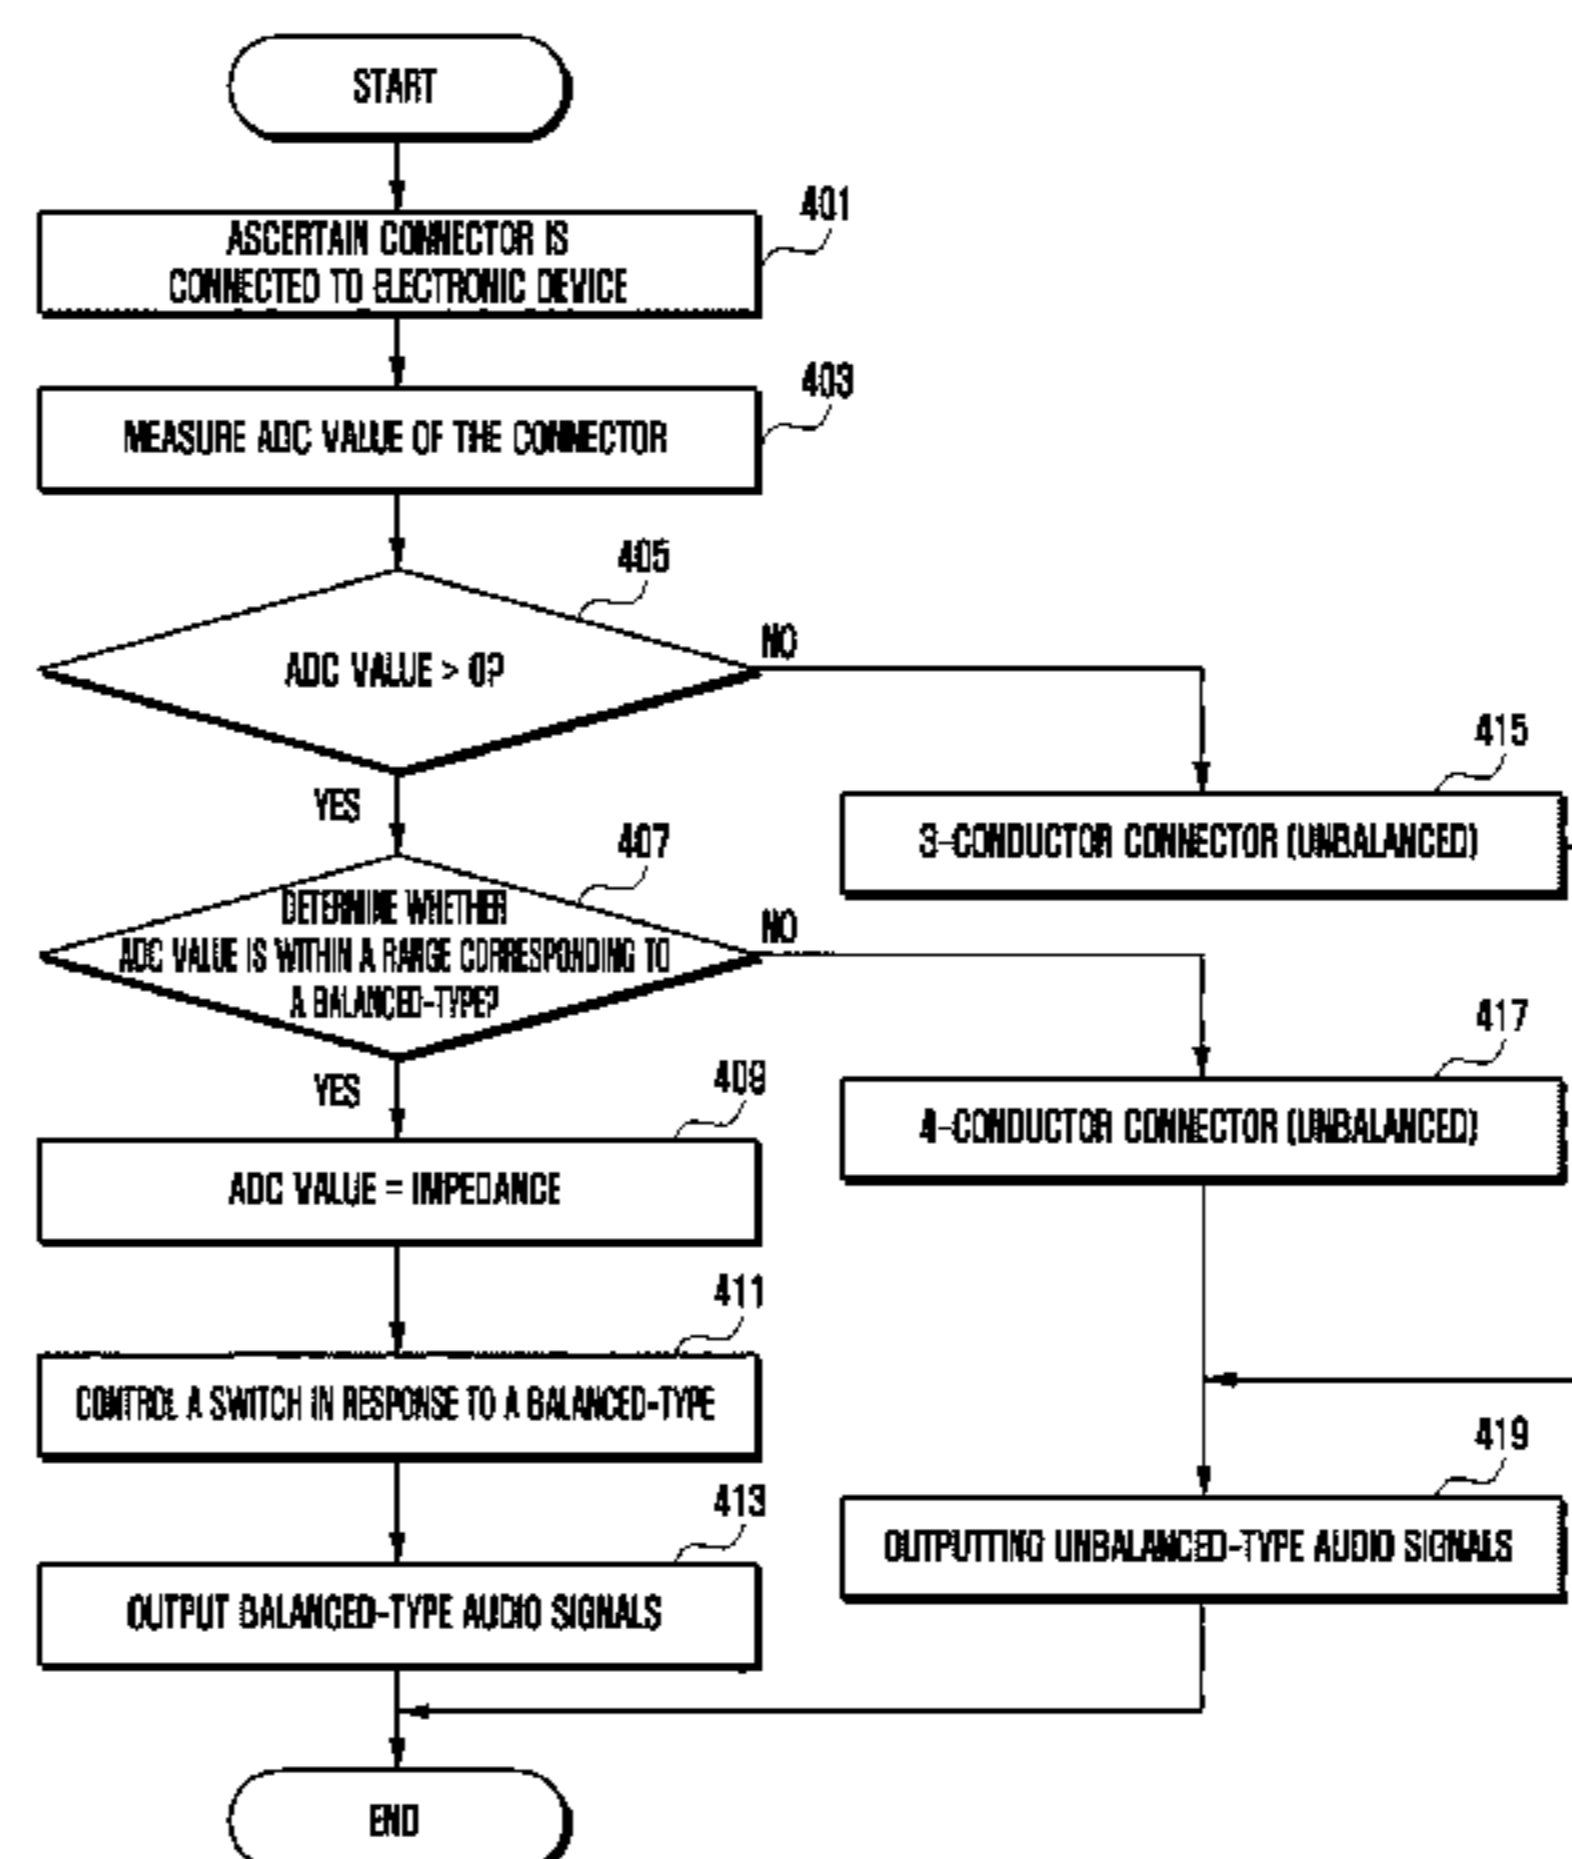 START
401
ASCERTAIN CONNECTOR IS
CONNECTED TO ELECTRONIC DEVICE
403
MEASURE ADC VALUE OF THE CONNECTOR
405
ADC VALUE > 0?
NO
YES
415
3-CONDUCTOR CONNECTOR (UNBALANCED)
407
DETERMINE WHETHER
ADC VALUE IS WITHIN A RANGE CORRESPONDING TO
A BALANCED-TYPE?
NO
YES
417
4-CONDUCTOR CONNECTOR (UNBALANCED)
409
ADC VALUE = IMPEDANCE
411
CONTROL A SWITCH IN RESPONSE TO A BALANCED-TYPE
419
OUTPUTTING UNBALANCED-TYPE AUDIO SIGNALS
413
OUTPUT BALANCED-TYPE AUDIO SIGNALS
END